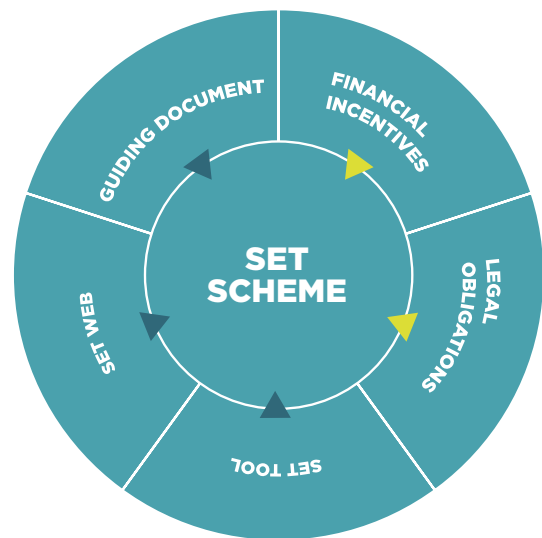 GUIDING DOCUMENT
FINANCIAL
INCENTIVES
LEGAL
OBLIGATIONS
SET TOOL
SET WEB
SET
SCHEME